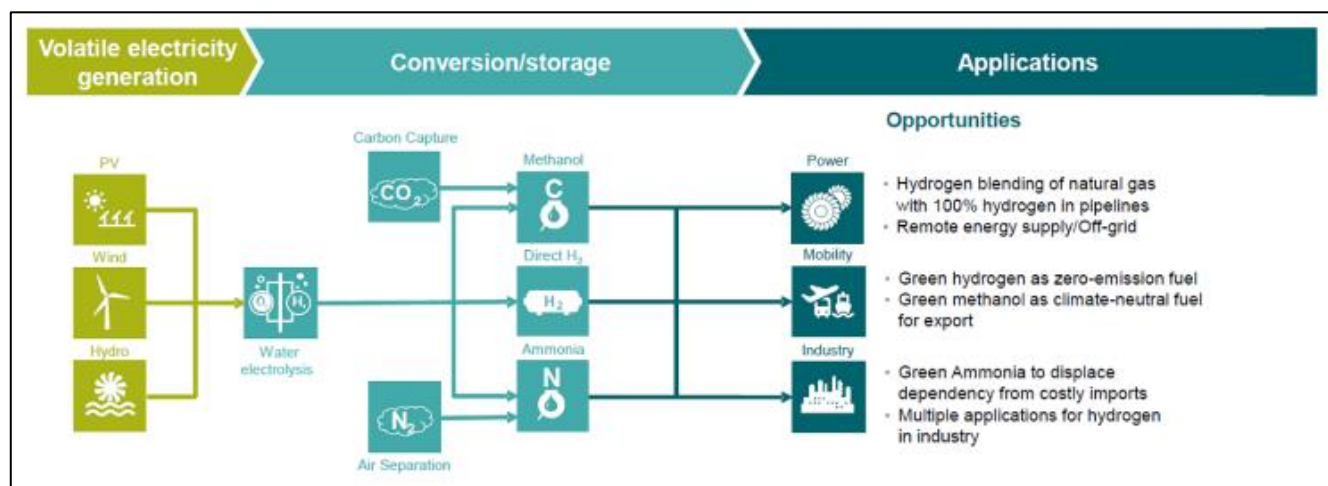 Volatile electricity
generation
Conversion/storage
Applications
Opportunities
Carbon Capture
CO2
PV
Wind
Hydro
O2
H2
Water
electrolysis
Methanol
C
Direct H2
H2
Ammonia
N
N2
Air Separation
Power
• Hydrogen blending of natural gas
with 100% hydrogen in pipelines
• Remote energy supply/Off-grid
Mobility
• Green hydrogen as zero-emission fuel
• Green methanol as climate-neutral fuel
for export
Industry
• Green Ammonia to displace
dependency from costly imports
• Multiple applications for hydrogen
in industry